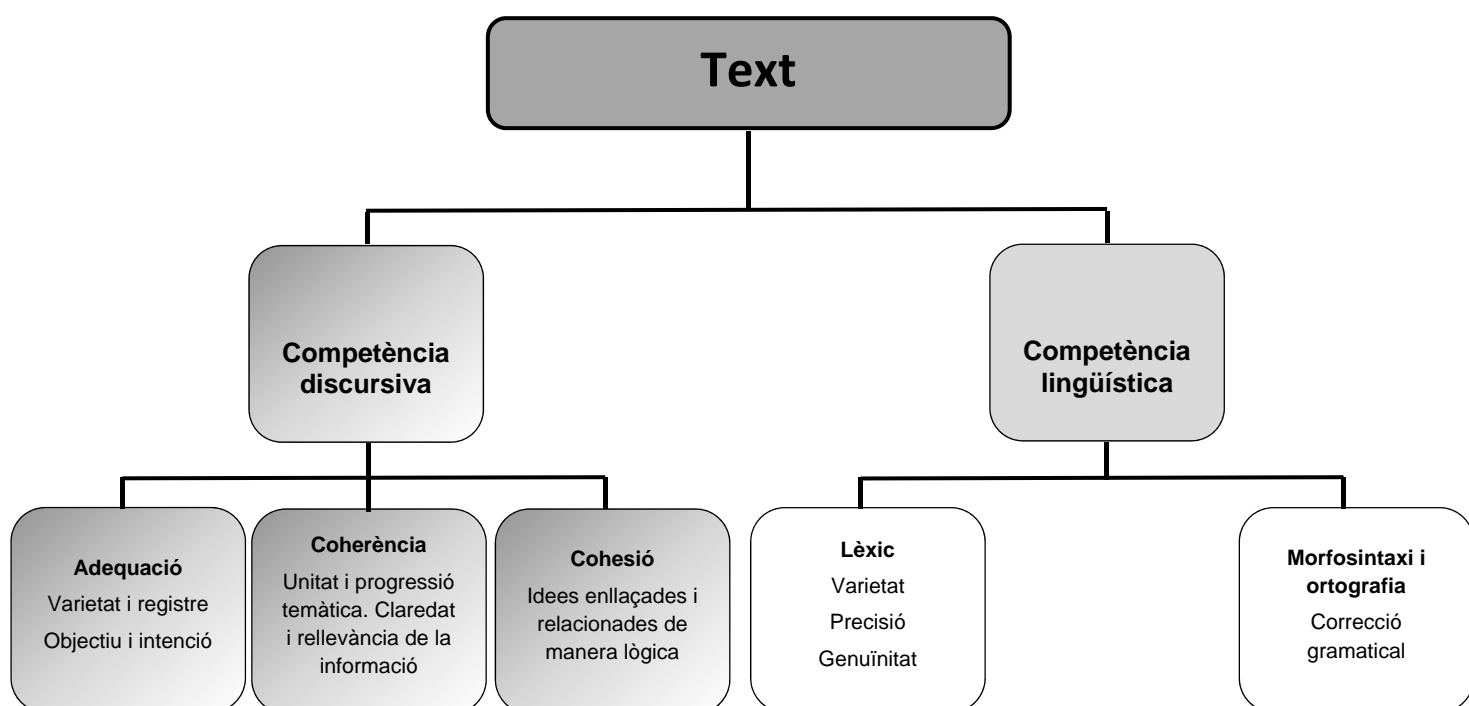 Text
Competència
discursiva
Competència
lingüística
Adequació
Varietat i registre
Objectiu i intenció
Coherència
Unitat i progressió
temàtica. Claredat
i rellevància de la
informació
Cohesió
Idees enllaçades i
relacionades de
manera lògica
Lèxic
Varietat
Precisió
Genuïnitat
Morfosintaxi i
ortografia
Correcció
gramatical